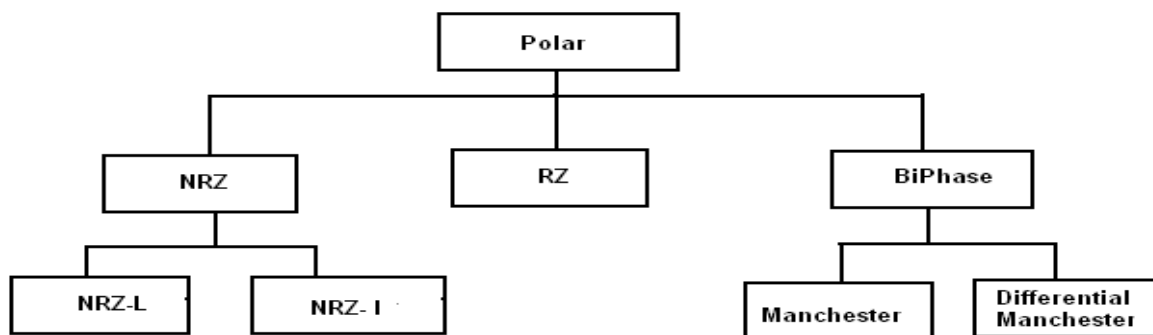 Polar
NRZ
RZ
BiPhase
NRZ-L
NRZ- I
Manchester
Differential
Manchester